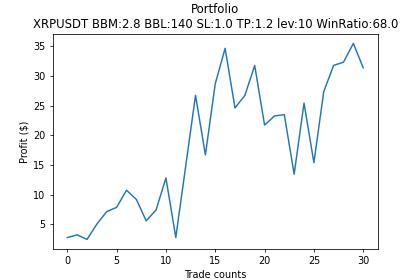 Portfolio
XRPUSDT BBM:2.8 BBL:140 SL:1.0 TP:1.2 lev:10 WinRatio:68.0
35
30
25
20
15
10
5
Profit ($)
0 5 10 15 20 25 30
Trade counts